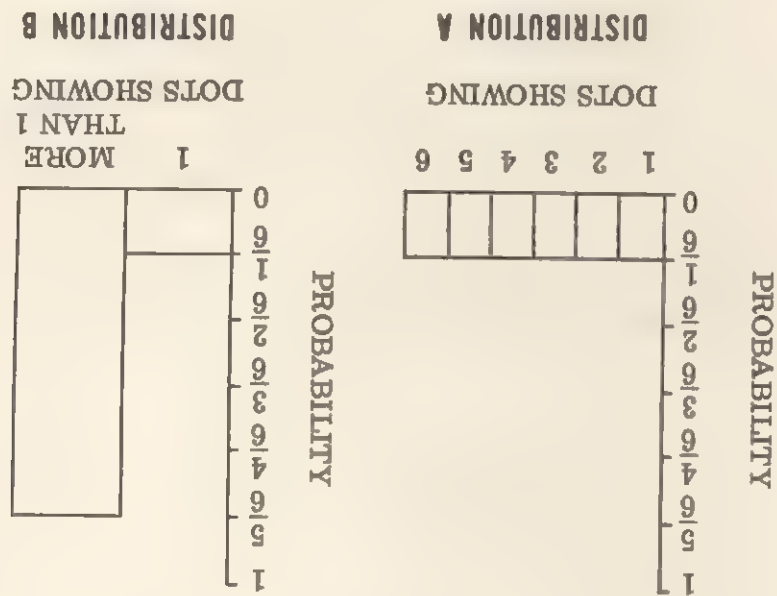 PROBABILITY
1
5/6
4/6
3/6
2/6
1/6
0
1 2 3 4 5 6
DOTS SHOWING
DISTRIBUTION A
PROBABILITY
1
5/6
4/6
3/6
2/6
1/6
0
1
MORE
THAN 1
DOTS SHOWING
DISTRIBUTION B